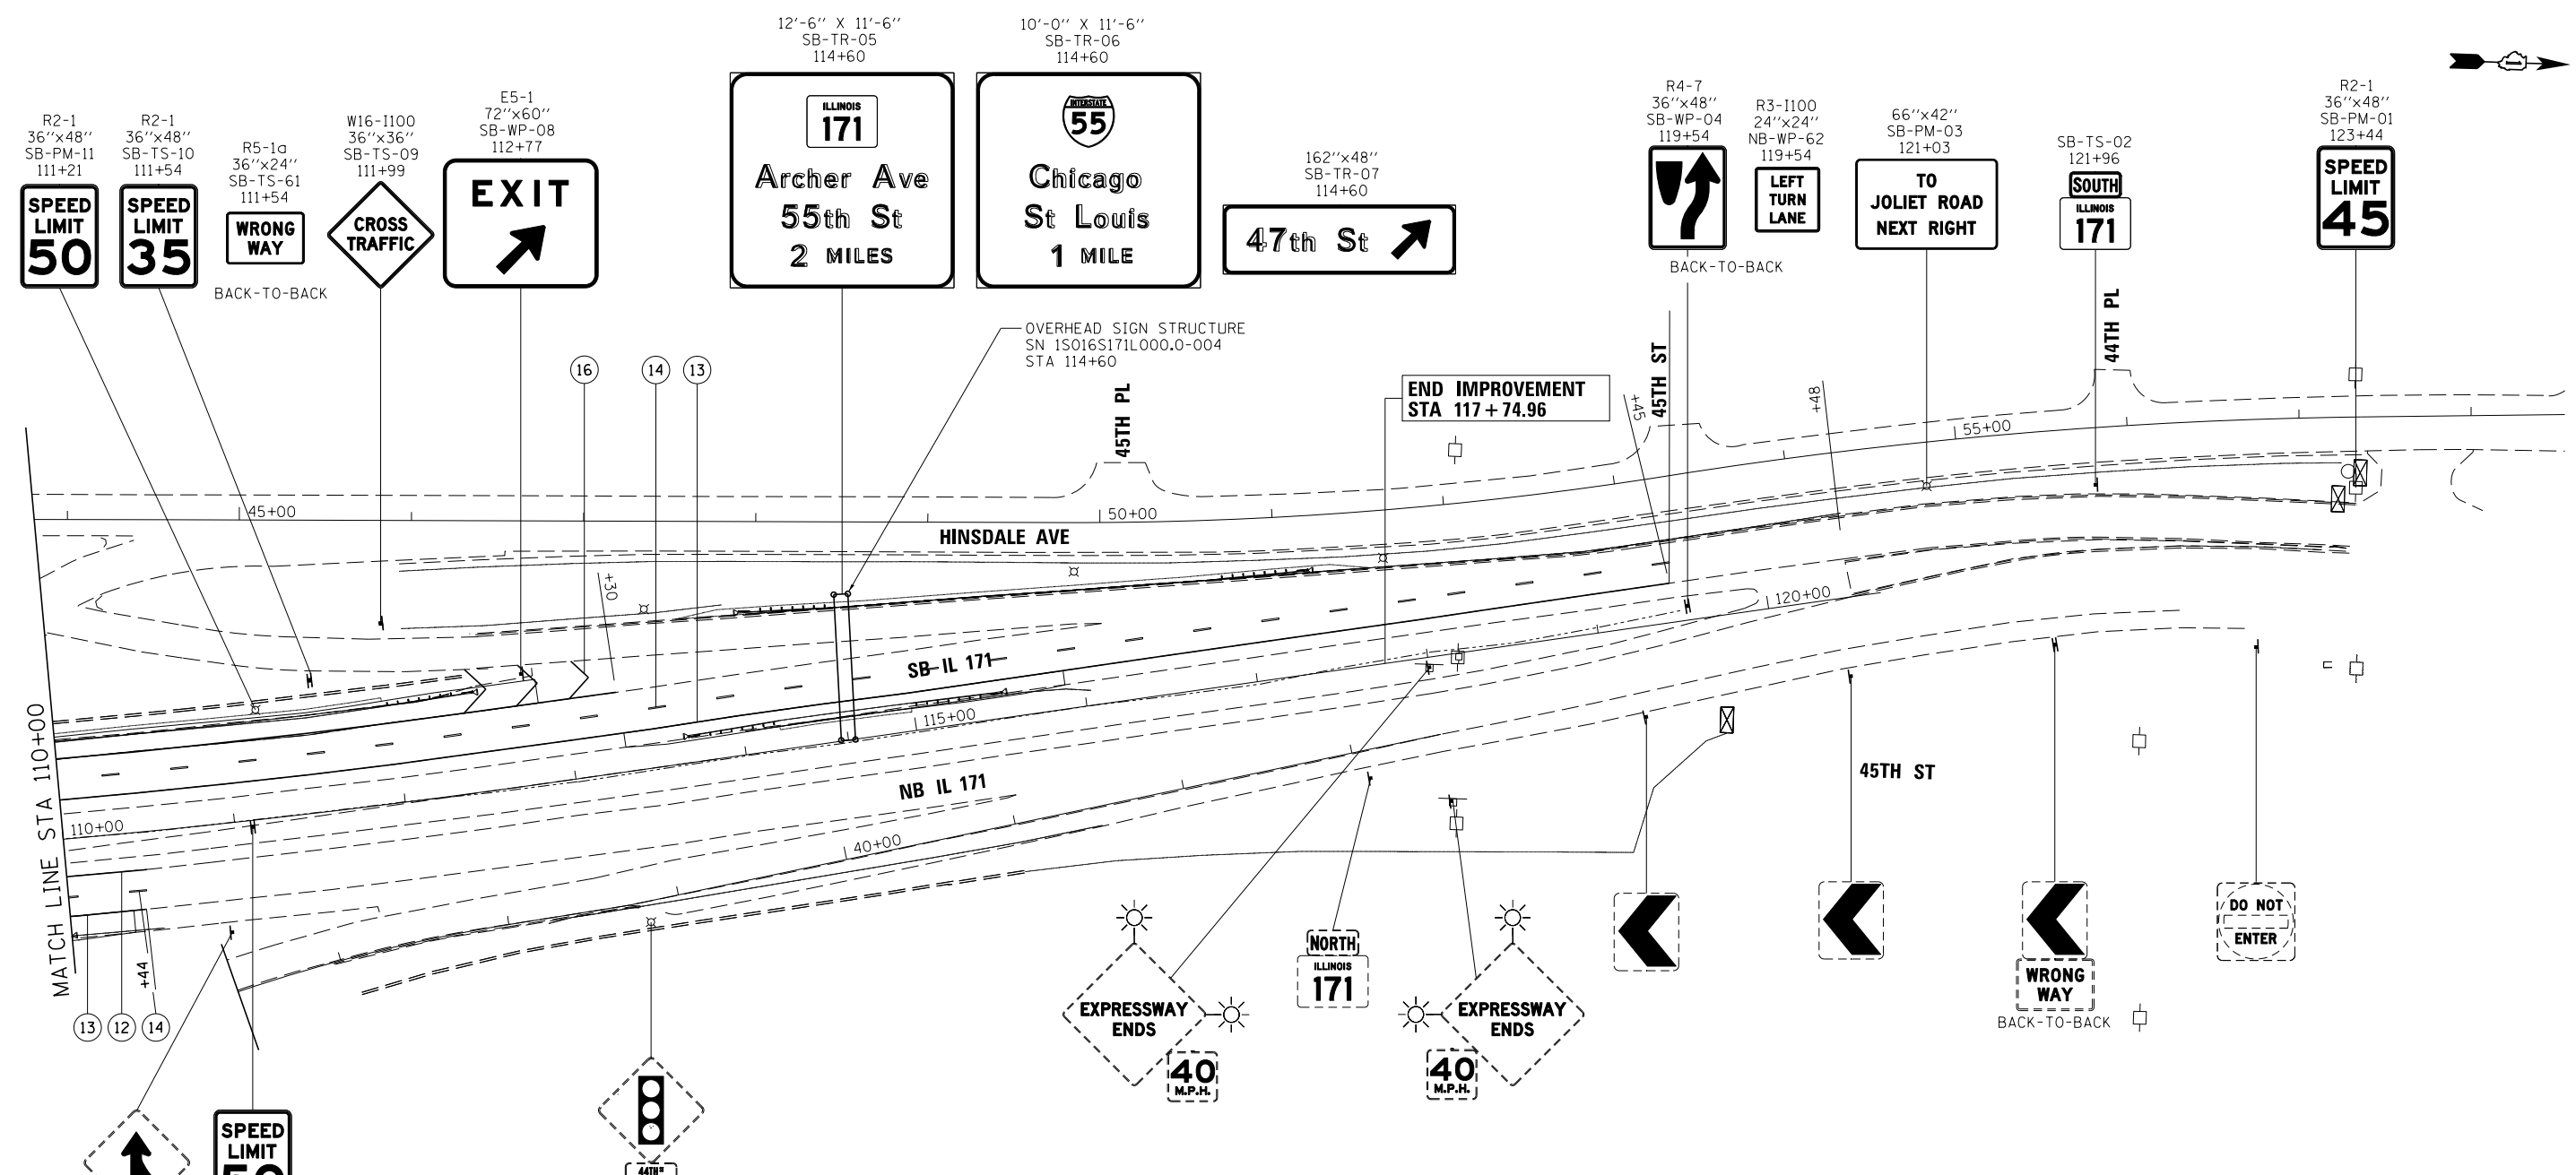 R2-1
36''x48''
SB-PM-11
111+21
SPEED
LIMIT
50
R2-1
36''x48''
SB-TS-10
111+54
SPEED
LIMIT
35
R5-1a
36''x24''
SB-TS-61
111+54
WRONG
WAY
BACK-TO-BACK
W16-I100
36''x36''
SB-TS-09
111+99
CROSS
TRAFFIC
E5-1
72''x60''
SB-WP-08
112+77
EXIT
12'-6'' X 11'-6''
SB-TR-05
114+60
ILLINOIS
171
Archer Ave
55th St
2 MILES
10'-0'' X 11'-6''
SB-TR-06
114+60
INTERSTATE
55
Chicago
St Louis
1 MILE
162''x48''
SB-TR-07
114+60
47th St
R4-7
36''x48''
SB-WP-04
119+54
R3-I100
24''x24''
NB-WP-62
119+54
LEFT
TURN
LANE
BACK-TO-BACK
66''x42''
SB-PM-03
121+03
TO
JOLIET ROAD
NEXT RIGHT
SB-TS-02
121+96
SOUTH
ILLINOIS
171
R2-1
36''x48''
SB-PM-01
123+44
SPEED
LIMIT
45
OVERHEAD SIGN STRUCTURE
SN 1S016S171L000.0-004
STA 114+60
16
14
13
45TH PL
END IMPROVEMENT
STA 117+74.96
+45
45TH ST
+48
44TH PL
55+00
45+00
50+00
HINSDALE AVE
+30
SB IL 171
120+00
115+00
NB IL 171
110+00
40+00
45TH ST
MATCH LINE STA 110+00
+44
13
12
14
SPEED
LIMIT
50
44TH
EXPRESSWAY
ENDS
40
M.P.H.
NORTH
ILLINOIS
171
EXPRESSWAY
ENDS
40
M.P.H.
WRONG
WAY
BACK-TO-BACK
DO NOT
ENTER